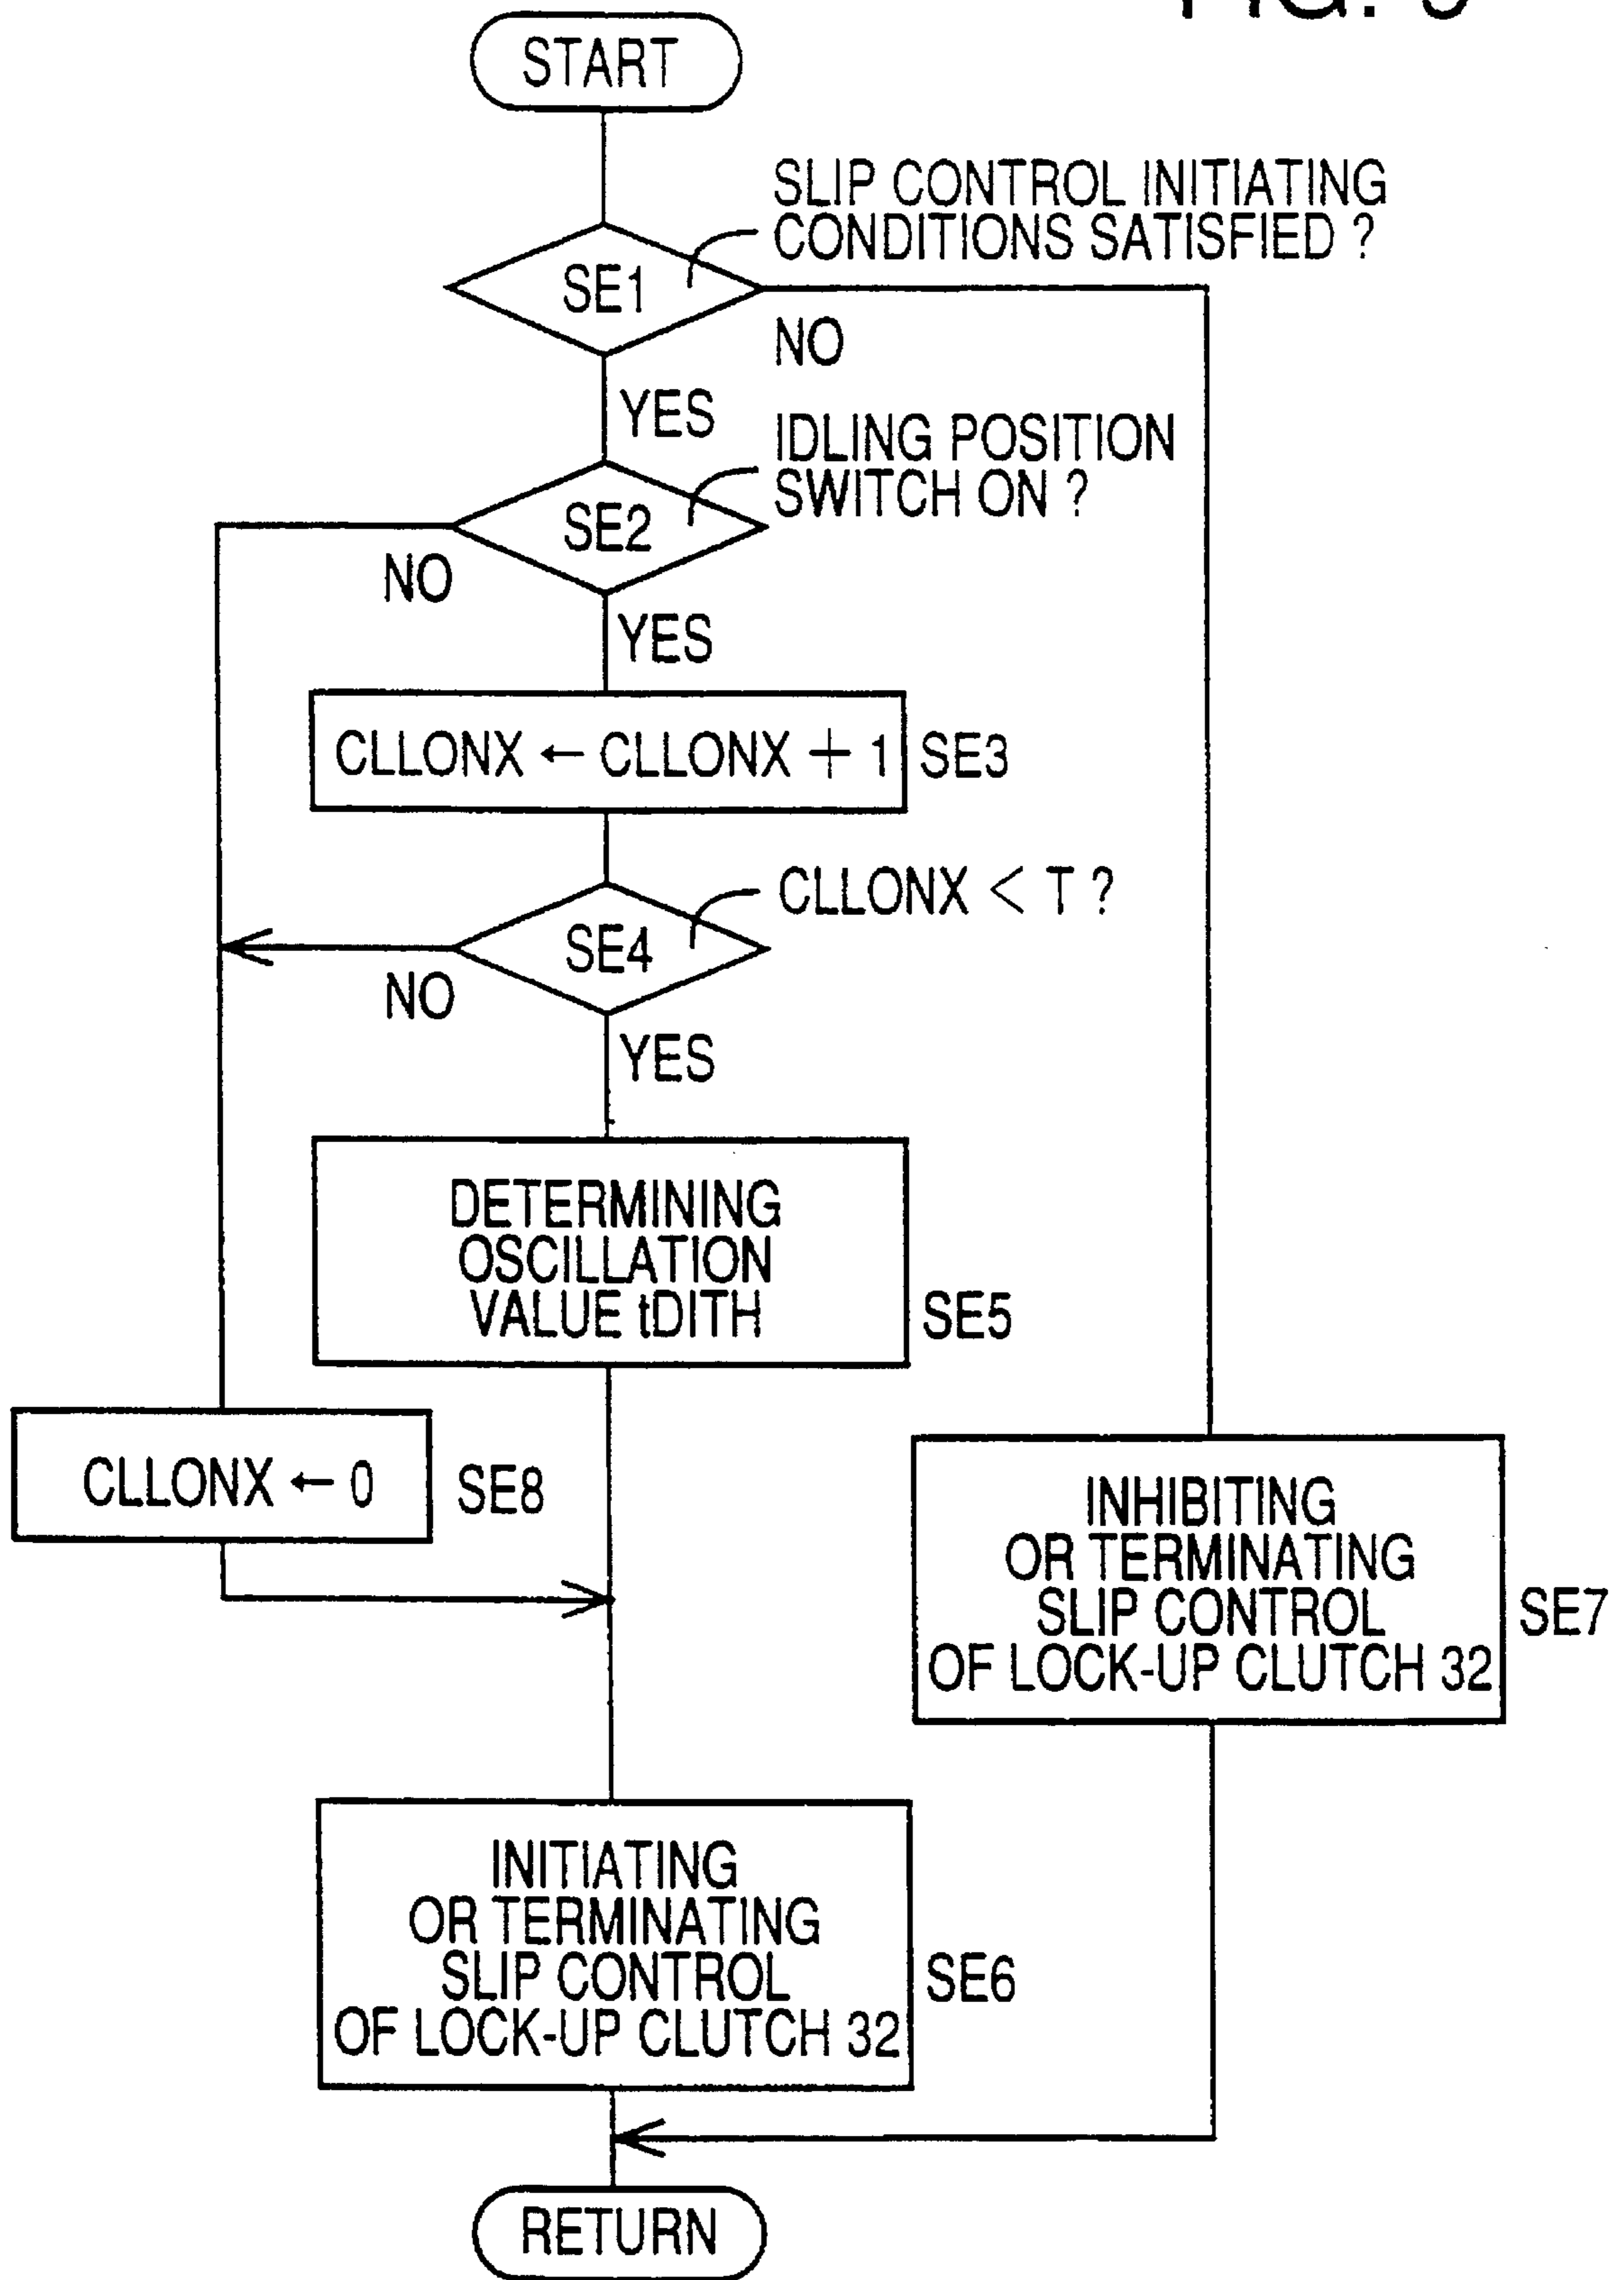 START
SLIP CONTROL INITIATING
CONDITIONS SATISFIED ?
SE1
NO
YES
IDLING POSITION
SWITCH ON ?
SE2
NO
YES
CLLONX ← CLLONX + 1
SE3
CLLONX < T ?
SE4
NO
YES
DETERMINING
OSCILLATION
VALUE tDITH
SE5
CLLONX ← 0
SE8
INHIBITING
OR TERMINATING
SLIP CONTROL
OF LOCK-UP CLUTCH 32
SE7
INITIATING
OR TERMINATING
SLIP CONTROL
OF LOCK-UP CLUTCH 32
SE6
RETURN